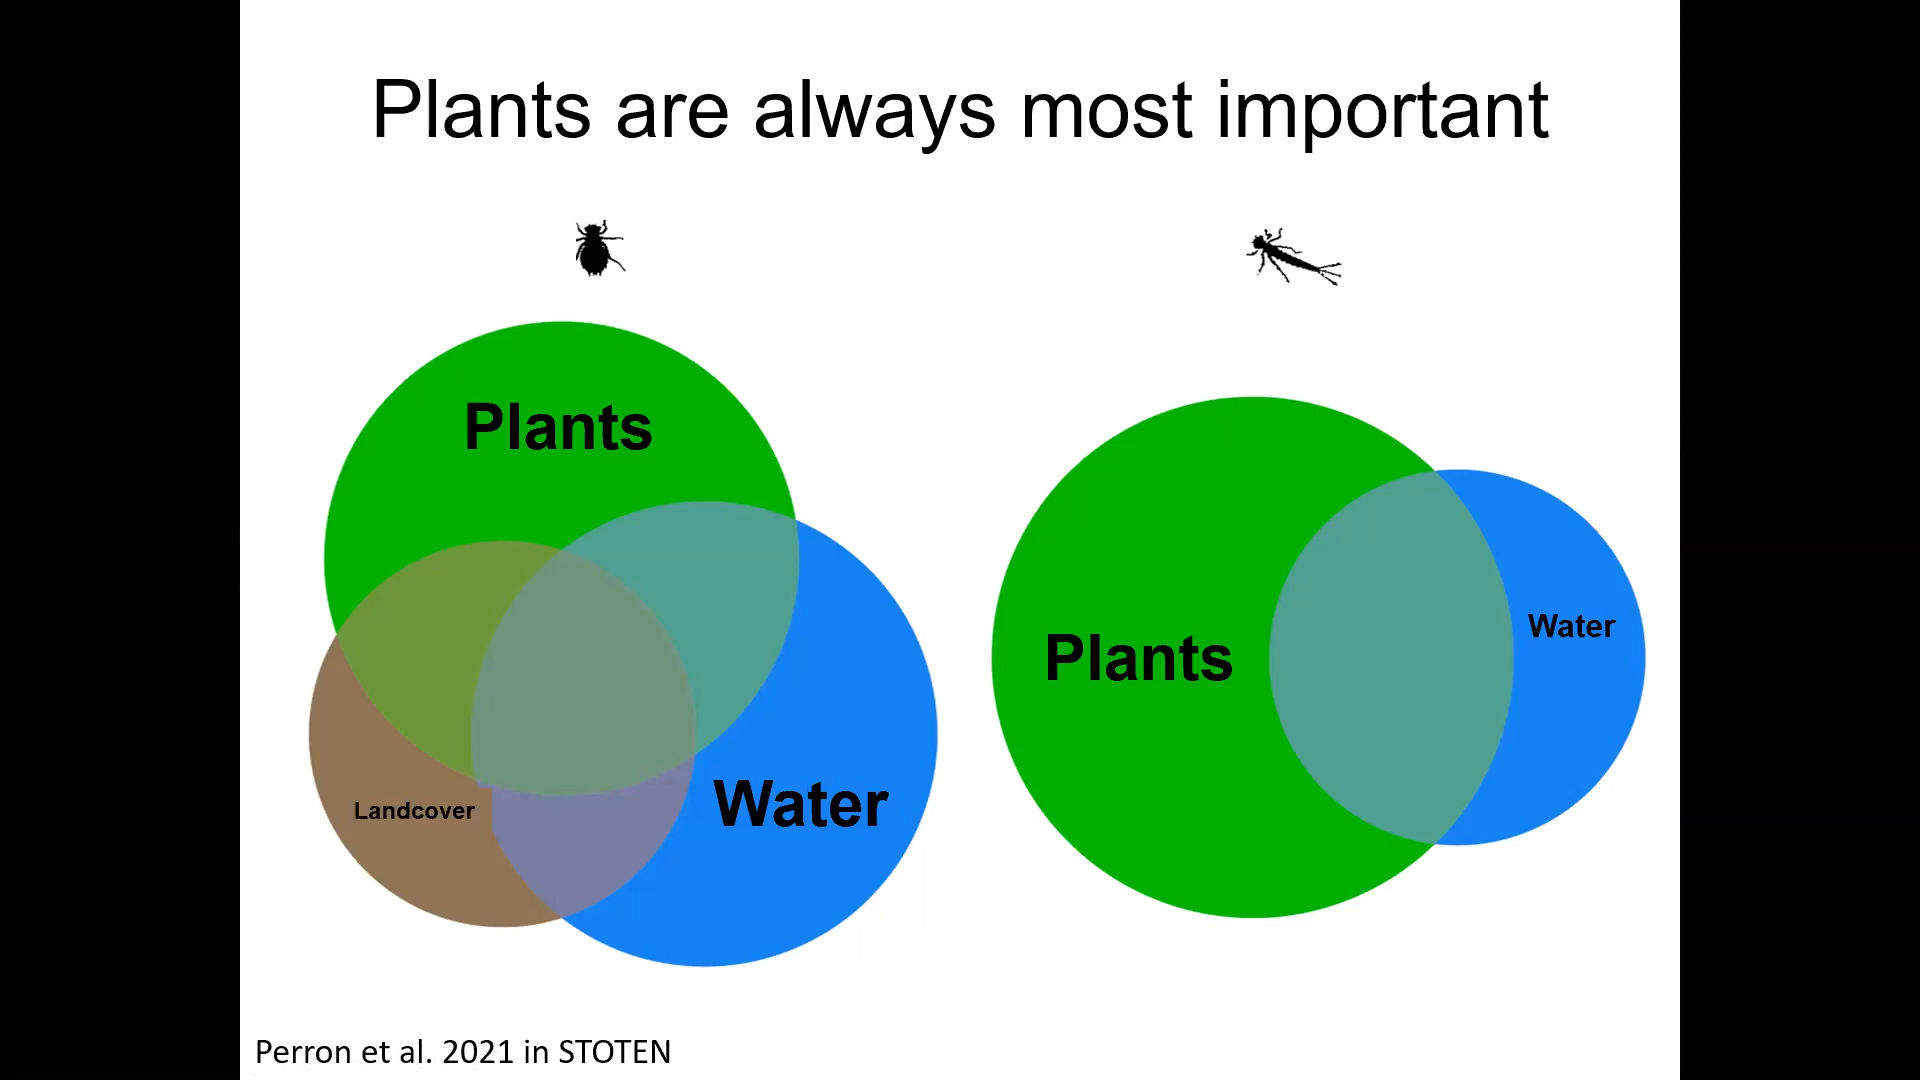 Plants are always most important
Plants
Landcover
Water
Plants
Water
Perron et al. 2021 in STOTEN